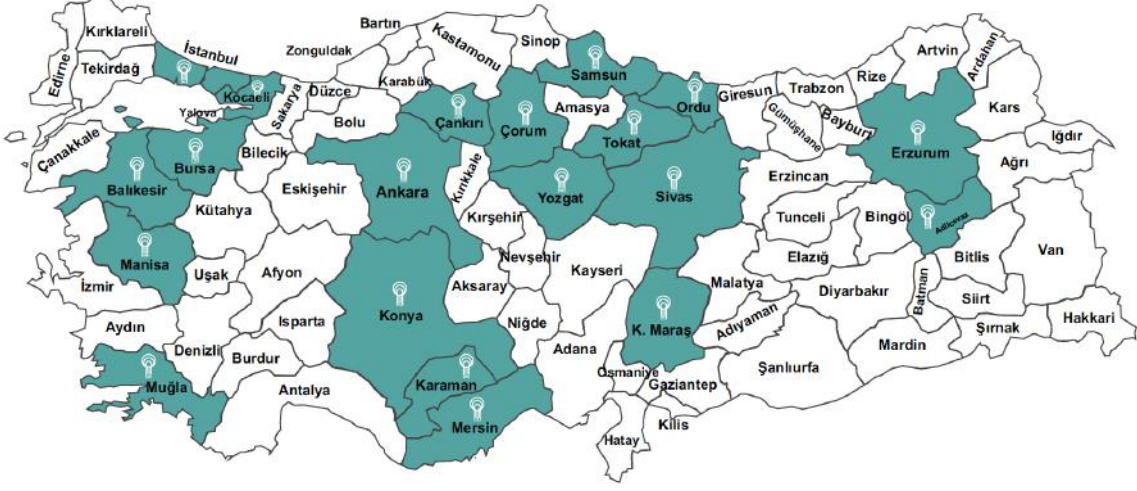 Kırklareli
Edirne
Tekirdağ
İstanbul
Kocaeli
Yalova
Sakarya
Düzce
Zonguldak
Bartın
Karabük
Kastamonu
Sinop
Samsun
Ordu
Giresun
Trabzon
Gümüşhane
Bayburt
Rize
Artvin
Ardahan
Kars
Iğdır
Çanakkale
Balıkesir
Bursa
Bilecik
Bolu
Çankırı
Çorum
Amasya
Tokat
Erzurum
Ağrı
Kütahya
Eskişehir
Ankara
Kırıkkale
Kırşehir
Yozgat
Sivas
Erzincan
Tunceli
Bingöl
Adilcevaz
Bitlis
Van
Manisa
İzmir
Uşak
Afyon
Konya
Aksaray
Nevşehir
Kayseri
Malatya
Elazığ
Diyarbakır
Batman
Siirt
Şırnak
Hakkari
Aydın
Denizli
Isparta
Burdur
Niğde
Adana
K. Maraş
Adıyaman
Şanlıurfa
Mardin
Muğla
Antalya
Karaman
Mersin
Osmaniye
Gaziantep
Kilis
Hatay